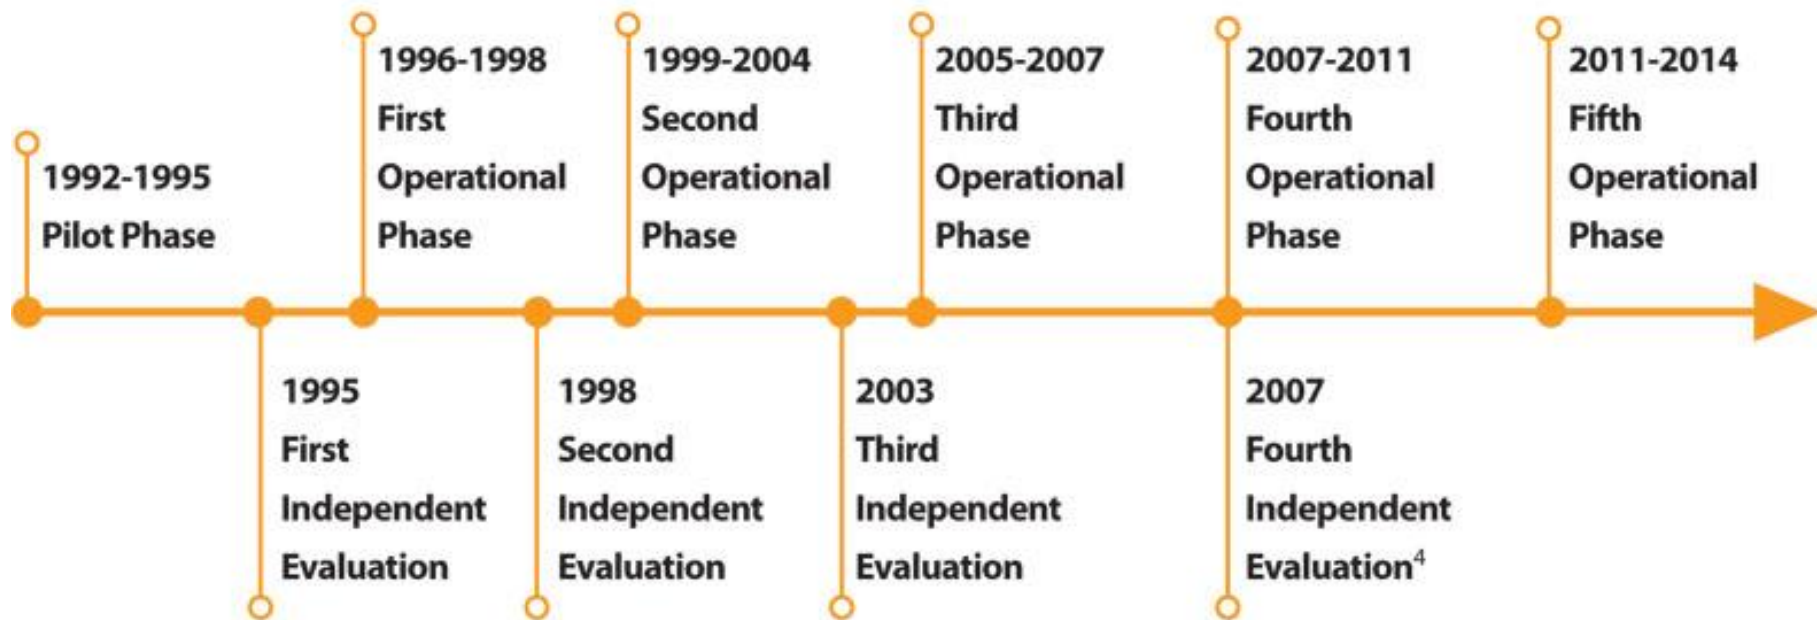 1992-1995
Pilot Phase
1996-1998
First
Operational
Phase
1999-2004
Second
Operational
Phase
2005-2007
Third
Operational
Phase
2007-2011
Fourth
Operational
Phase
2011-2014
Fifth
Operational
Phase
1995
First
Independent
Evaluation
1998
Second
Independent
Evaluation
2003
Third
Independent
Evaluation
2007
Fourth
Independent
Evaluation⁴